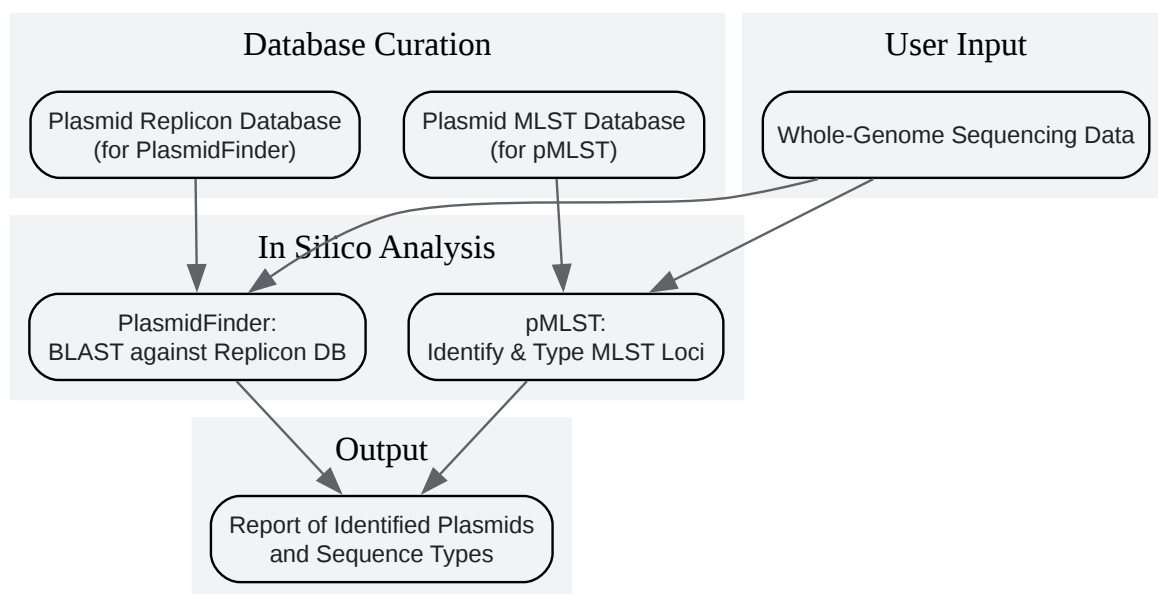 Database Curation
User Input
Plasmid Replicon Database
(for PlasmidFinder)
Plasmid MLST Database
(for pMLST)
Whole-Genome Sequencing Data
In Silico Analysis
PlasmidFinder:
BLAST against Replicon DB
pMLST:
Identify & Type MLST Loci
Output
Report of Identified Plasmids
and Sequence Types